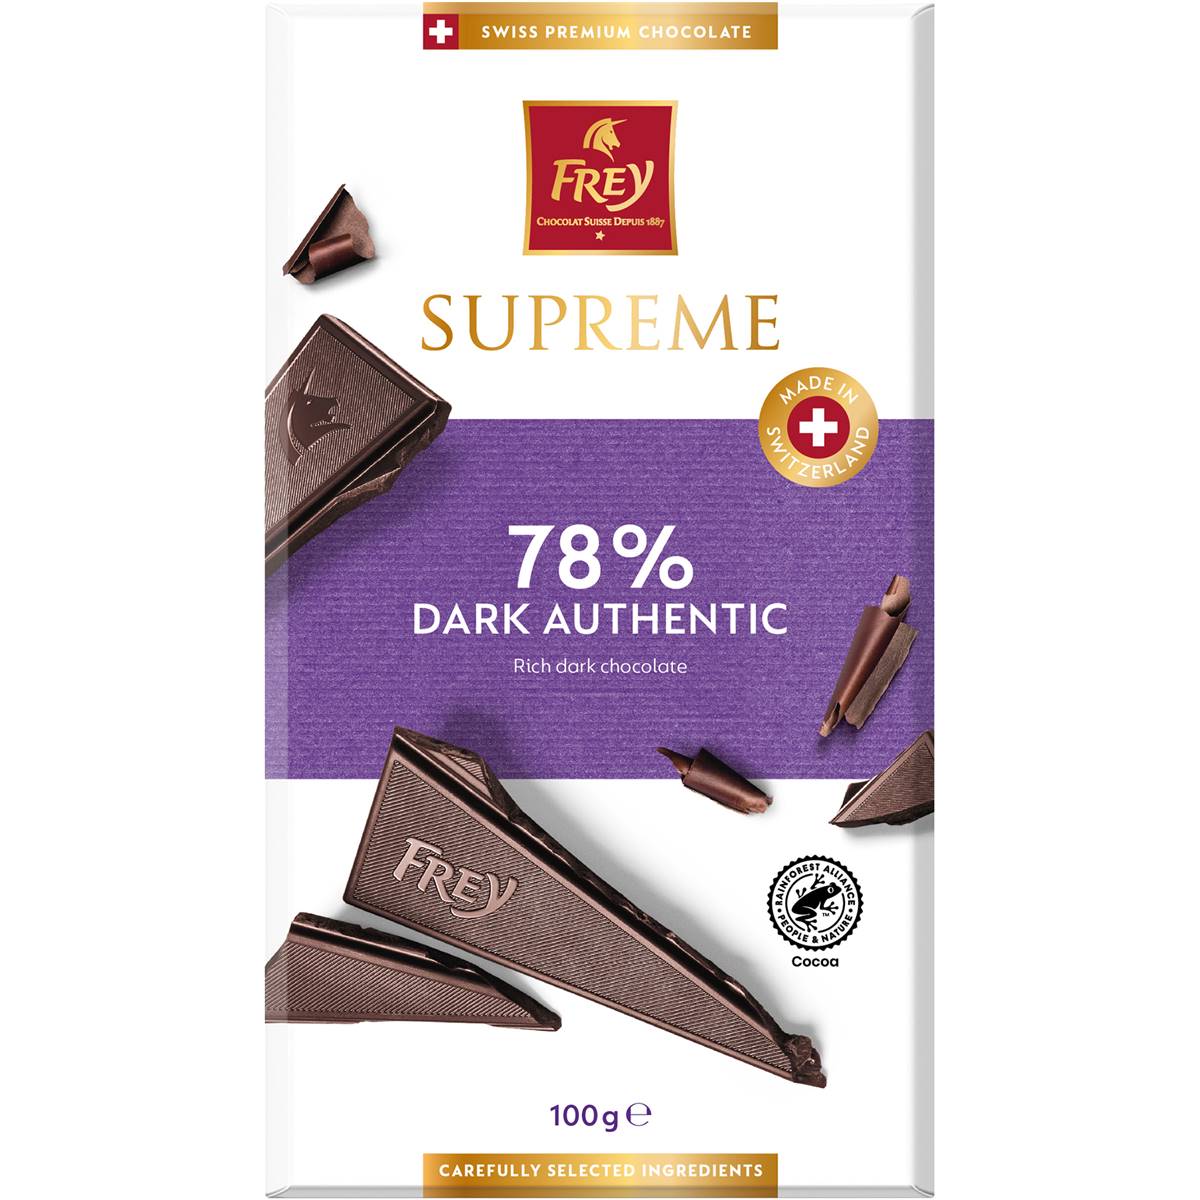 SWISS PREMIUM CHOCOLATE
FREY
CHOCOLAT SUISSE DEPUIS 1887
SUPREME
MADE IN
SWITZERLAND
78%
DARK AUTHENTIC
Rich dark chocolate
FREY
RAINFOREST ALLIANCE
PEOPLE & NATURE
TM
Cocoa
100g ℮
CAREFULLY SELECTED INGREDIENTS